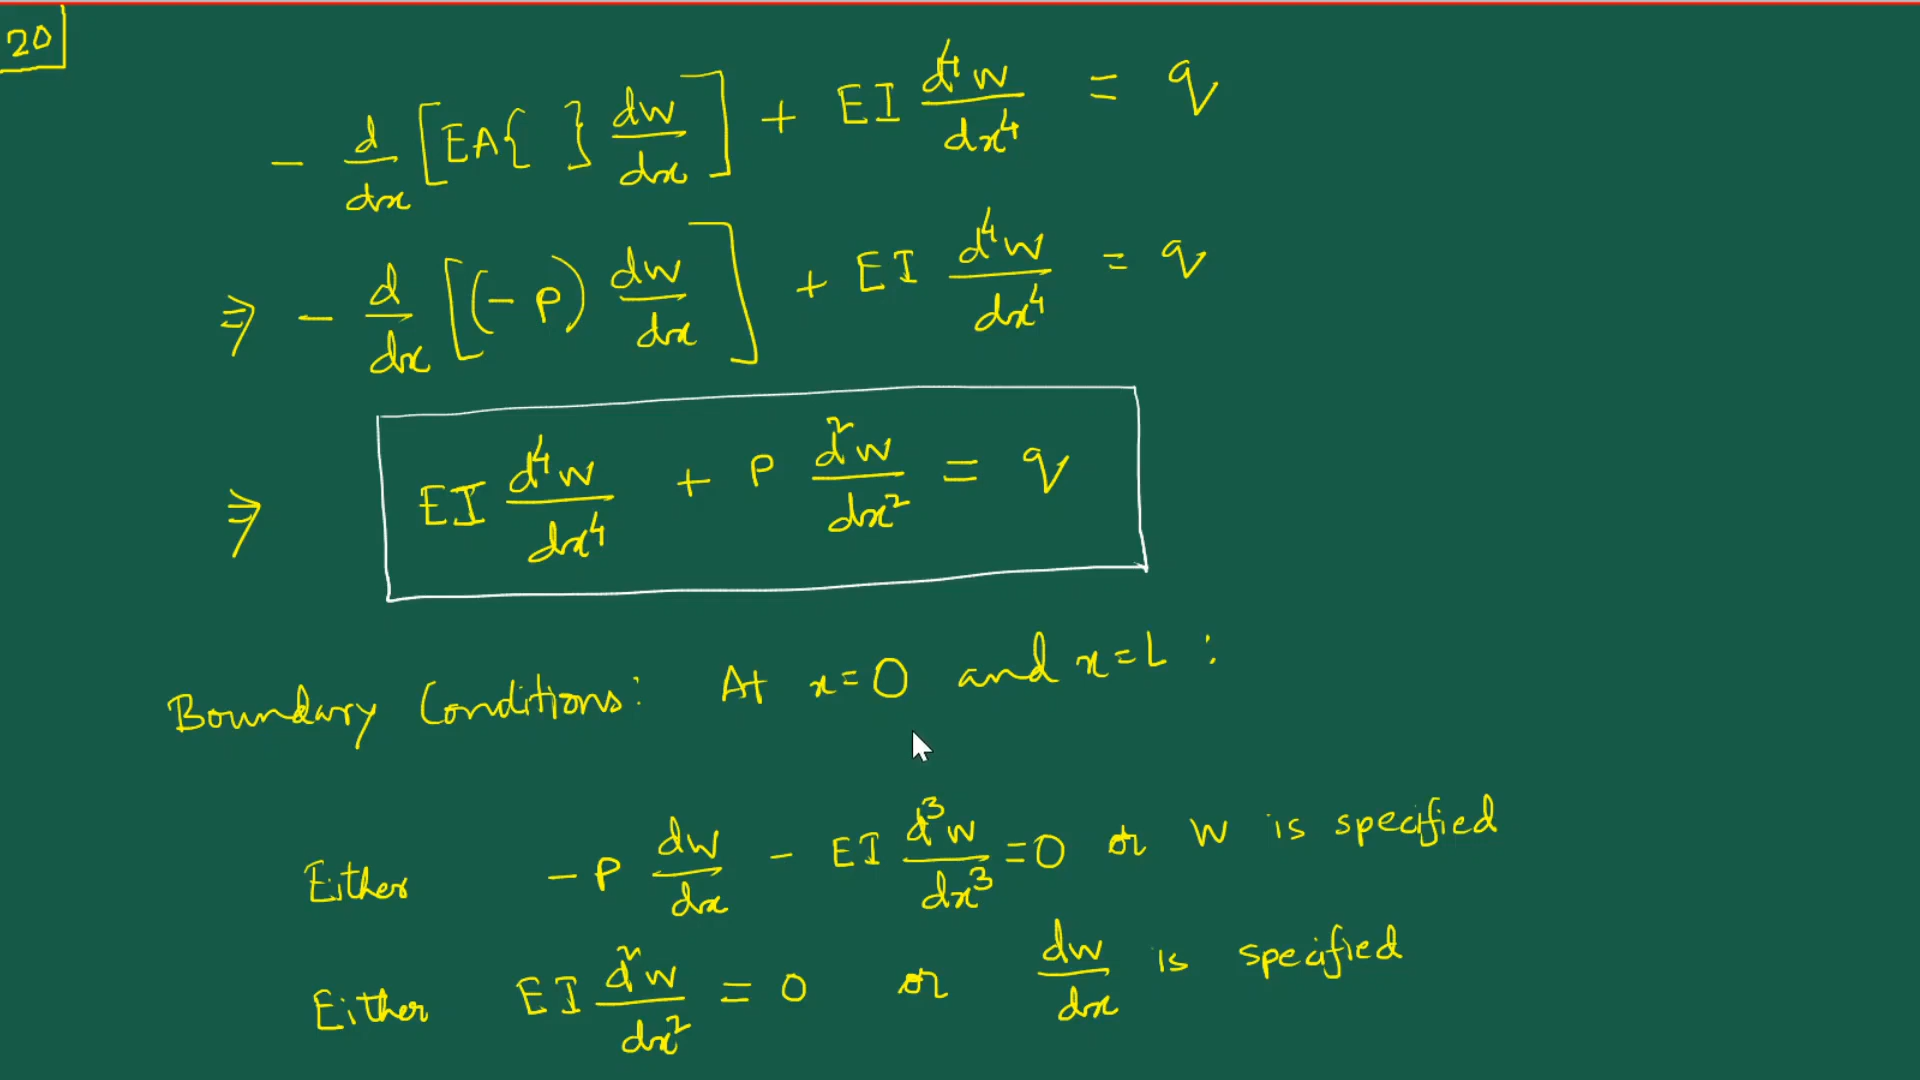 20
- d/dx [EA{ } dw/dx] + EI d⁴w/dx⁴ = q
⇒ - d/dx [(-P) dw/dx] + EI d⁴w/dx⁴ = q
⇒ EI d⁴w/dx⁴ + P d²w/dx² = q
Boundary Conditions: At x=0 and x=L :
Either -P dw/dx - EI d³w/dx³ =0 or w is specified
Either EI d²w/dx² = 0 or dw/dx is specified